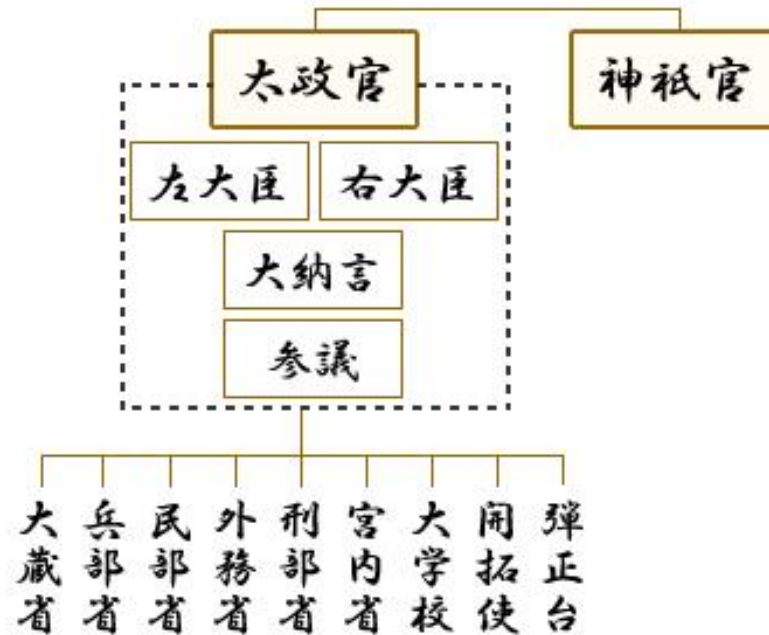 太政官
神祇官
左大臣
右大臣
大納言
参議
大蔵省
兵部省
民部省
外務省
刑部省
宮内省
大学校
開拓使
弾正台